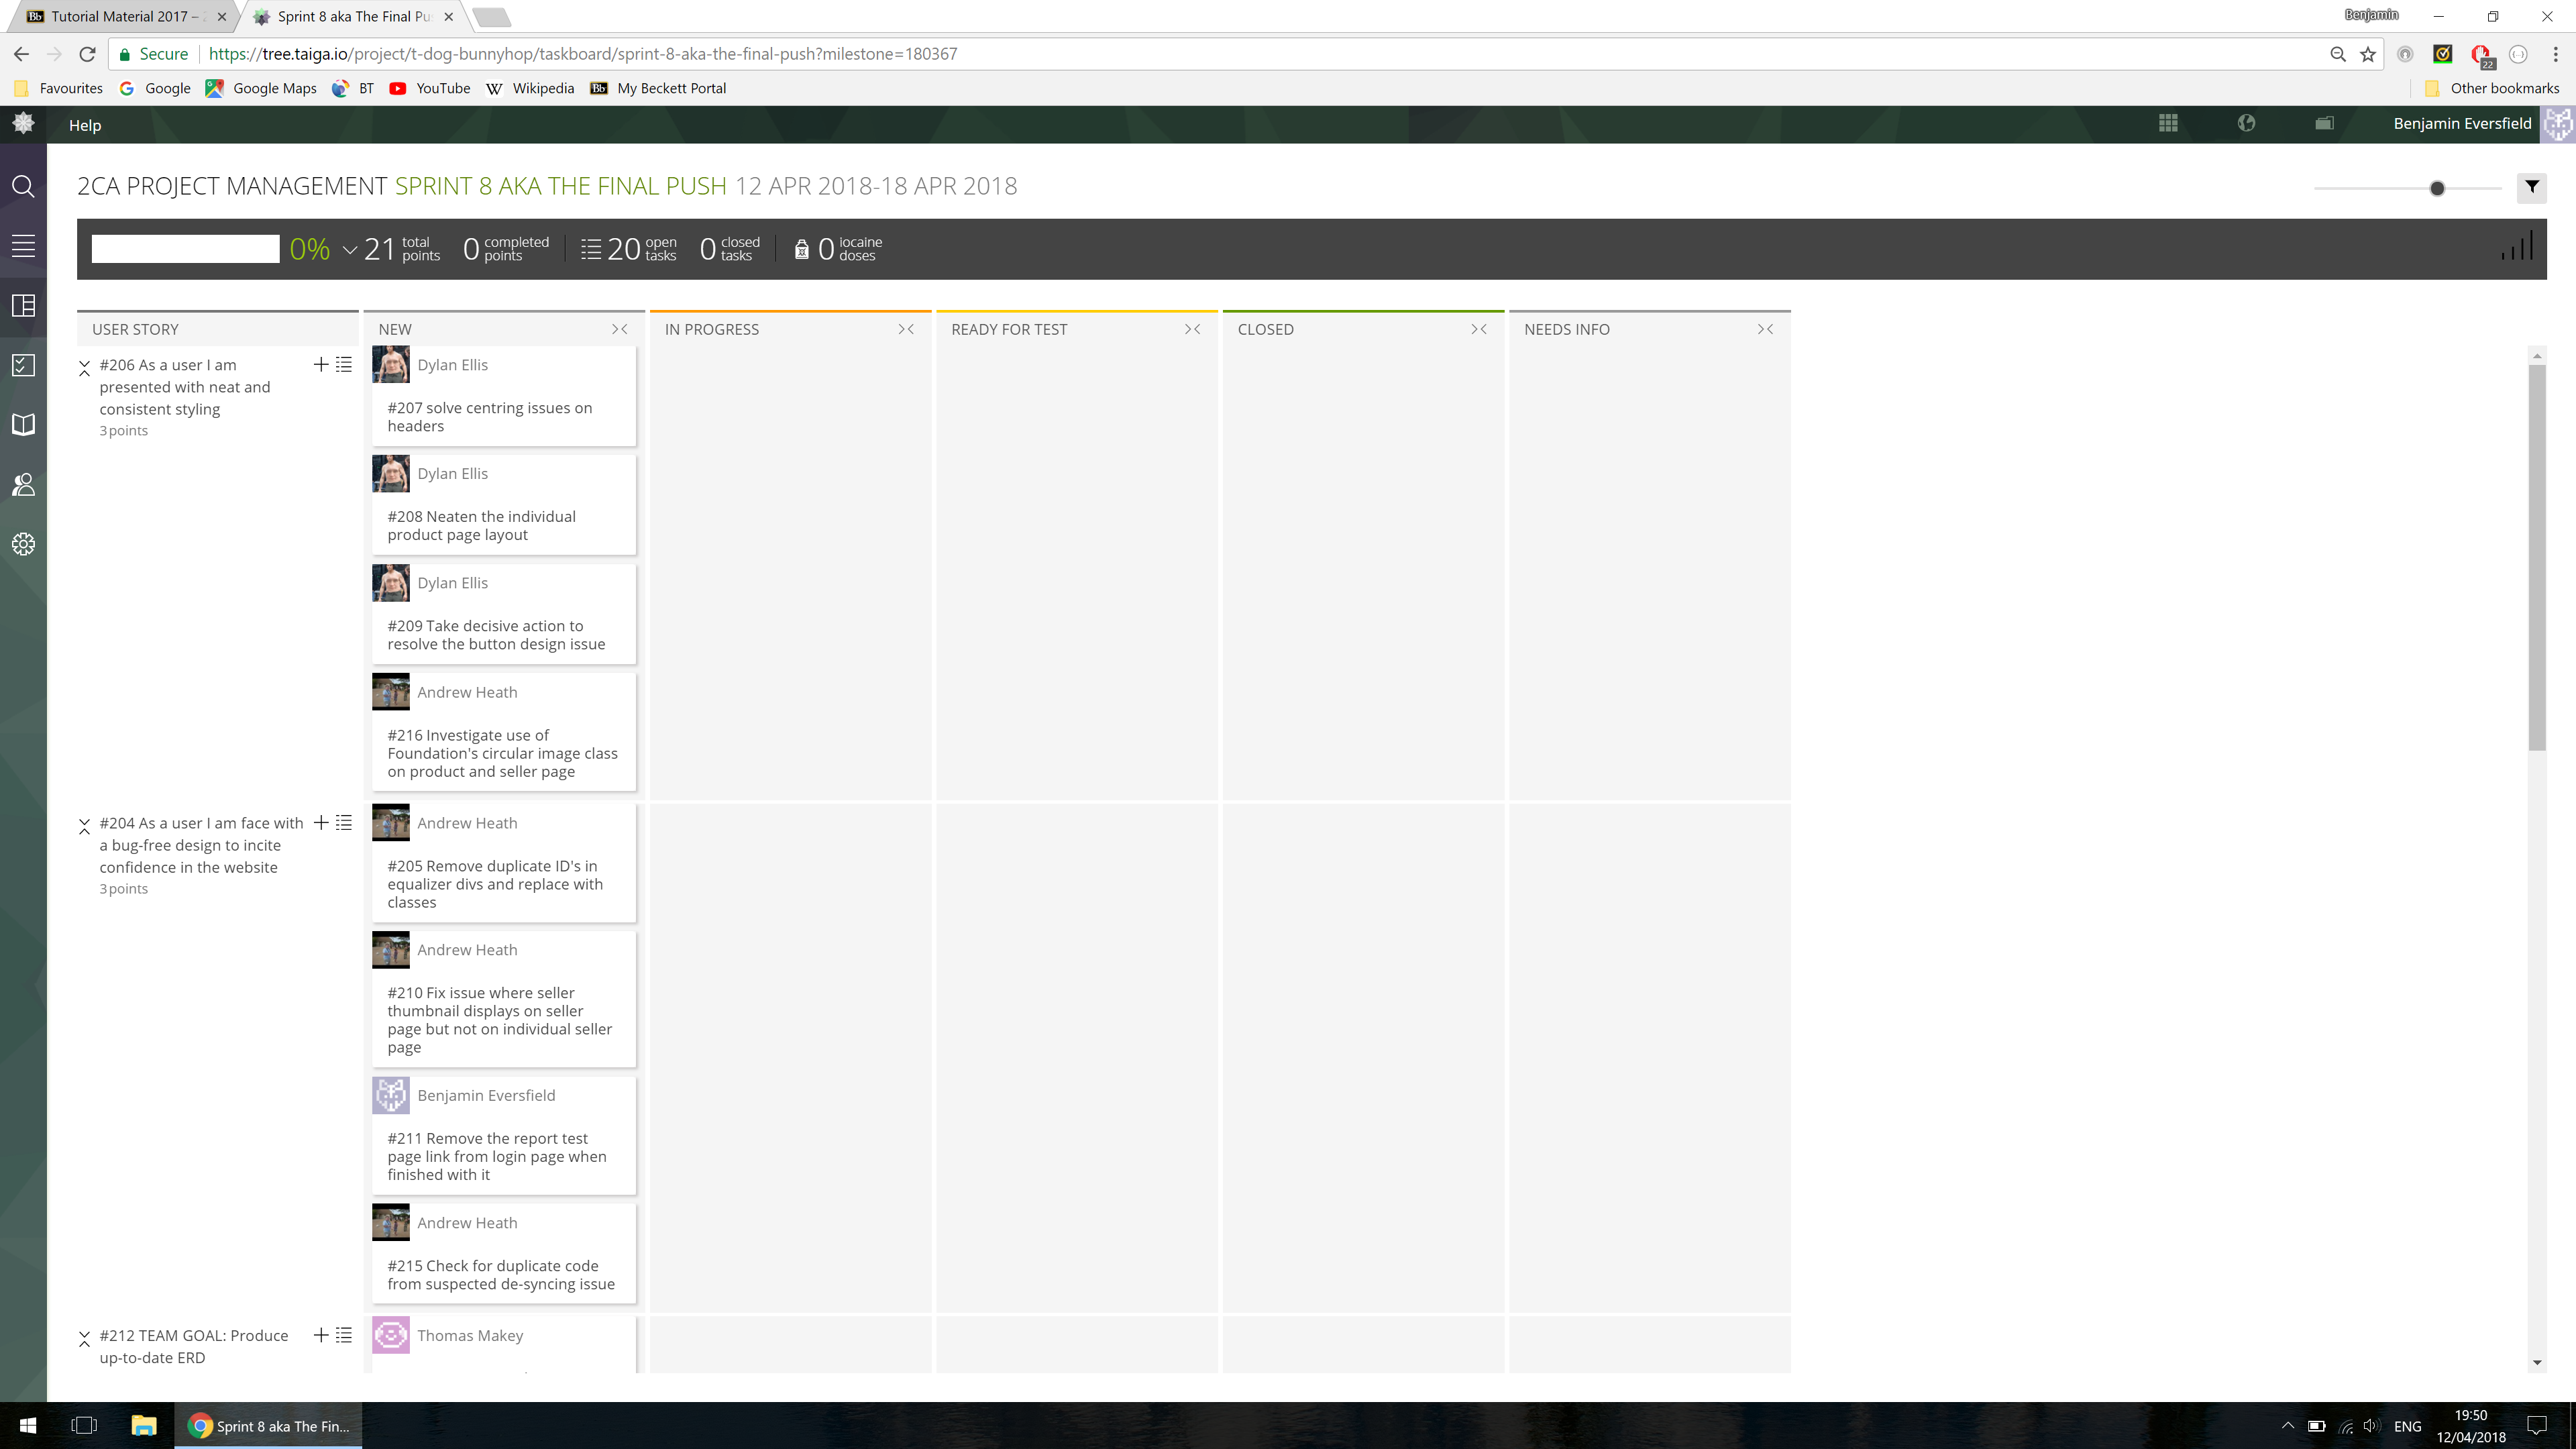 Tutorial Material 2017 –
Sprint 8 aka The Final Pu
Benjamin
Secure
https://tree.taiga.io/project/t-dog-bunnyhop/taskboard/sprint-8-aka-the-final-push?milestone=180367
22
Favourites
Google
Google Maps
BT
YouTube
W Wikipedia
Bb My Beckett Portal
Other bookmarks
Help
Benjamin Eversfield
2CA PROJECT MANAGEMENT SPRINT 8 AKA THE FINAL PUSH 12 APR 2018-18 APR 2018
0% 21 total points 0 completed points 20 open tasks 0 closed tasks 0 iocaine doses
USER STORY
NEW
IN PROGRESS
READY FOR TEST
CLOSED
NEEDS INFO
#206 As a user I am
presented with neat and
consistent styling
3 points
Dylan Ellis
#207 solve centring issues on
headers
Dylan Ellis
#208 Neaten the individual
product page layout
Dylan Ellis
#209 Take decisive action to
resolve the button design issue
Andrew Heath
#216 Investigate use of
Foundation's circular image class
on product and seller page
#204 As a user I am face with
a bug-free design to incite
confidence in the website
3 points
Andrew Heath
#205 Remove duplicate ID's in
equalizer divs and replace with
classes
Andrew Heath
#210 Fix issue where seller
thumbnail displays on seller
page but not on individual seller
page
Benjamin Eversfield
#211 Remove the report test
page link from login page when
finished with it
Andrew Heath
#215 Check for duplicate code
from suspected de-syncing issue
#212 TEAM GOAL: Produce
up-to-date ERD
Thomas Makey
Sprint 8 aka The Fin...
ENG
19:50
12/04/2018